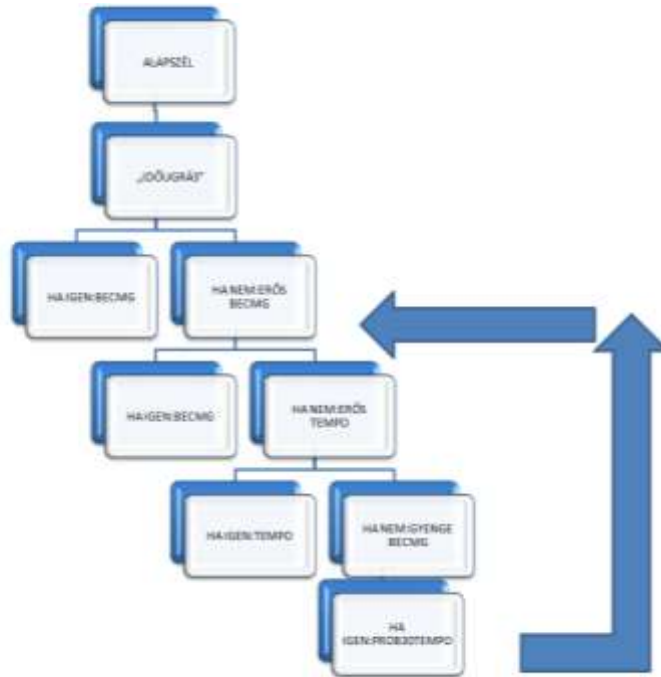 ALAPSZÉL
„IDŐUGRÁS”
HA IGEN:BECMG
HA NEM:ERŐS
BECMG
HA IGEN:BECMG
HA NEM:ERŐS
TEMPO
HA IGEN:TEMPO
HA NEM:GYENGE
BECMG
HA
IGEN:PROB30TEMPO